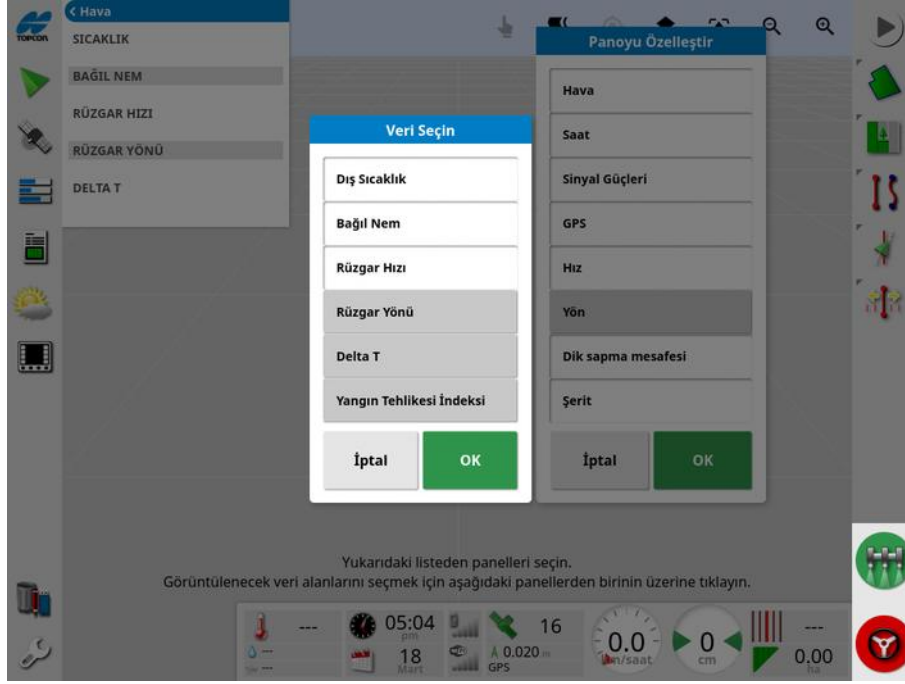 TOPCON
Hava
SICAKLIK
BAĞIL NEM
RÜZGAR HIZI
RÜZGAR YÖNÜ
DELTA T
Veri Seçin
Dış Sıcaklık
Bağıl Nem
Rüzgar Hızı
Rüzgar Yönü
Delta T
Yangın Tehlikesi İndeksi
İptal
OK
Panoyu Özelleştir
Hava
Saat
Sinyal Güçleri
GPS
Hız
Yön
Dik sapma mesafesi
Şerit
İptal
OK
Yukarıdaki listeden panelleri seçin.
Görüntülenecek veri alanlarını seçmek için aşağıdaki panellerden birinin üzerine tıklayın.
---
---
---
05:04
pm
18
Mart
16
A 0.020 m
GPS
0.0
km/saat
0
cm
---
0.00
ha